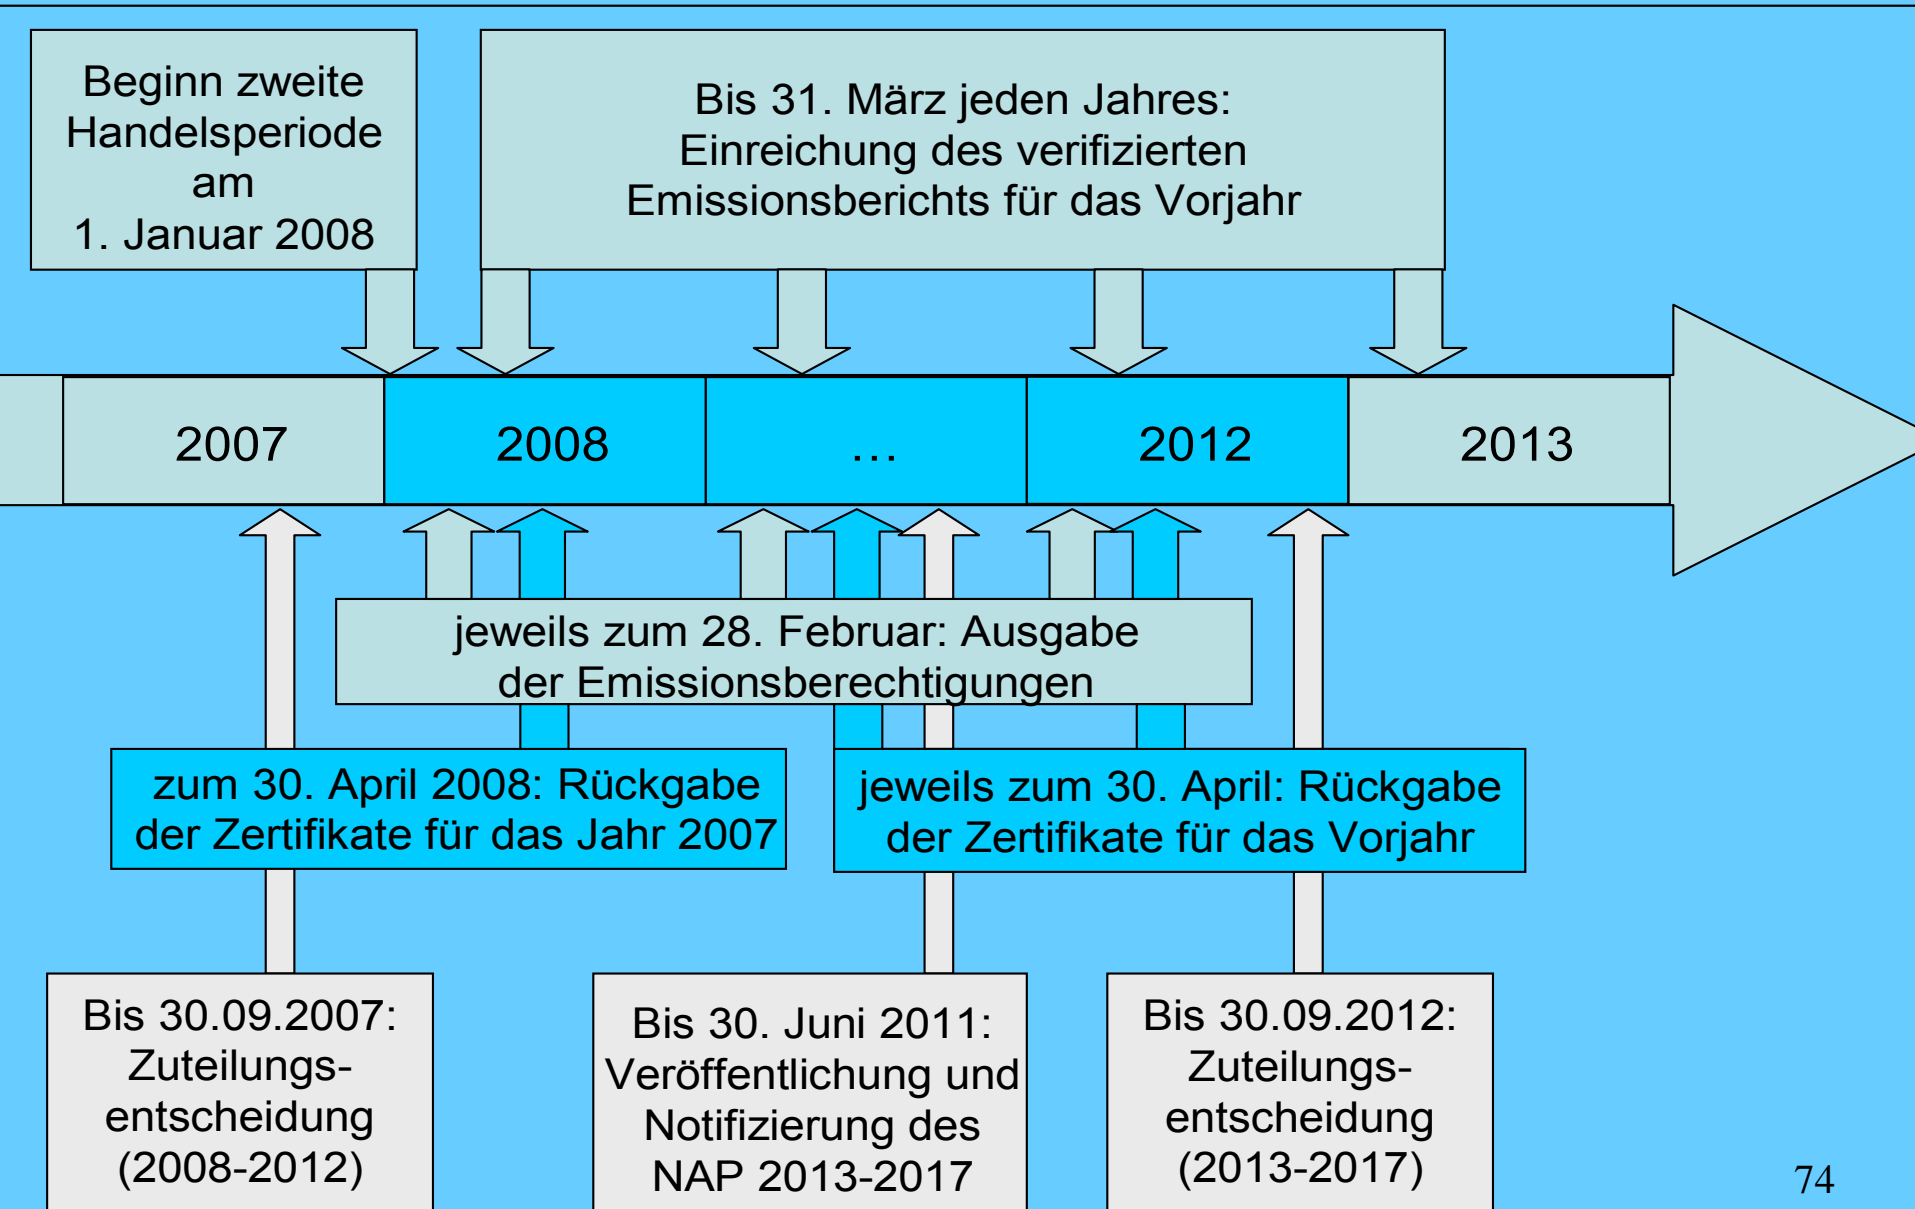 Beginn zweite
Handelsperiode
am
1. Januar 2008
Bis 31. März jeden Jahres:
Einreichung des verifizierten
Emissionsberichts für das Vorjahr
2007
2008
…
2012
2013
jeweils zum 28. Februar: Ausgabe
der Emissionsberechtigungen
zum 30. April 2008: Rückgabe
der Zertifikate für das Jahr 2007
jeweils zum 30. April: Rückgabe
der Zertifikate für das Vorjahr
Bis 30.09.2007:
Zuteilungs-
entscheidung
(2008-2012)
Bis 30. Juni 2011:
Veröffentlichung und
Notifizierung des
NAP 2013-2017
Bis 30.09.2012:
Zuteilungs-
entscheidung
(2013-2017)
74